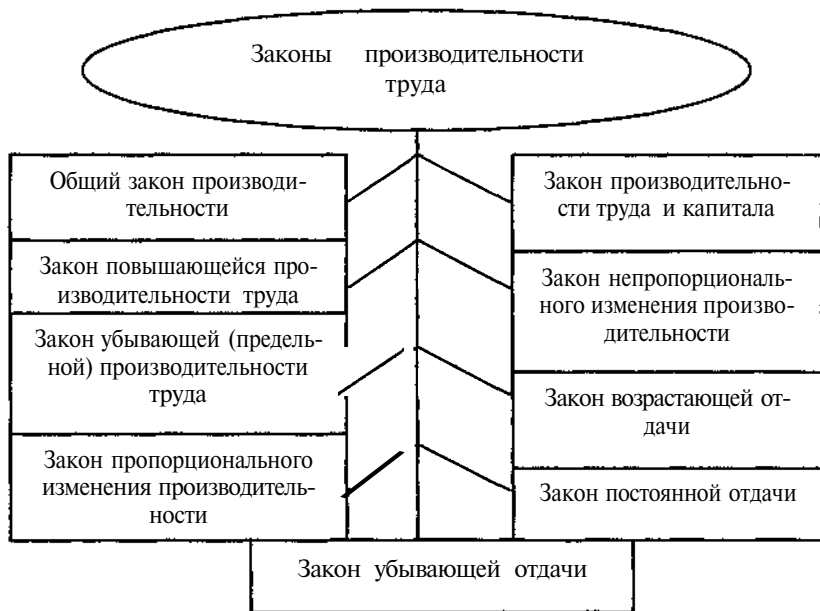 Законы производительности
труда
Общий закон производи-
тельности
Закон повышающейся про-
изводительности труда
Закон убывающей (предель-
ной) производительности
труда
Закон пропорционального
изменения производитель-
ности
Закон производительно-
сти труда и капитала
Закон непропорциональ-
ного изменения произво-
дительности
Закон возрастающей от-
дачи
Закон постоянной отдачи
Закон убывающей отдачи